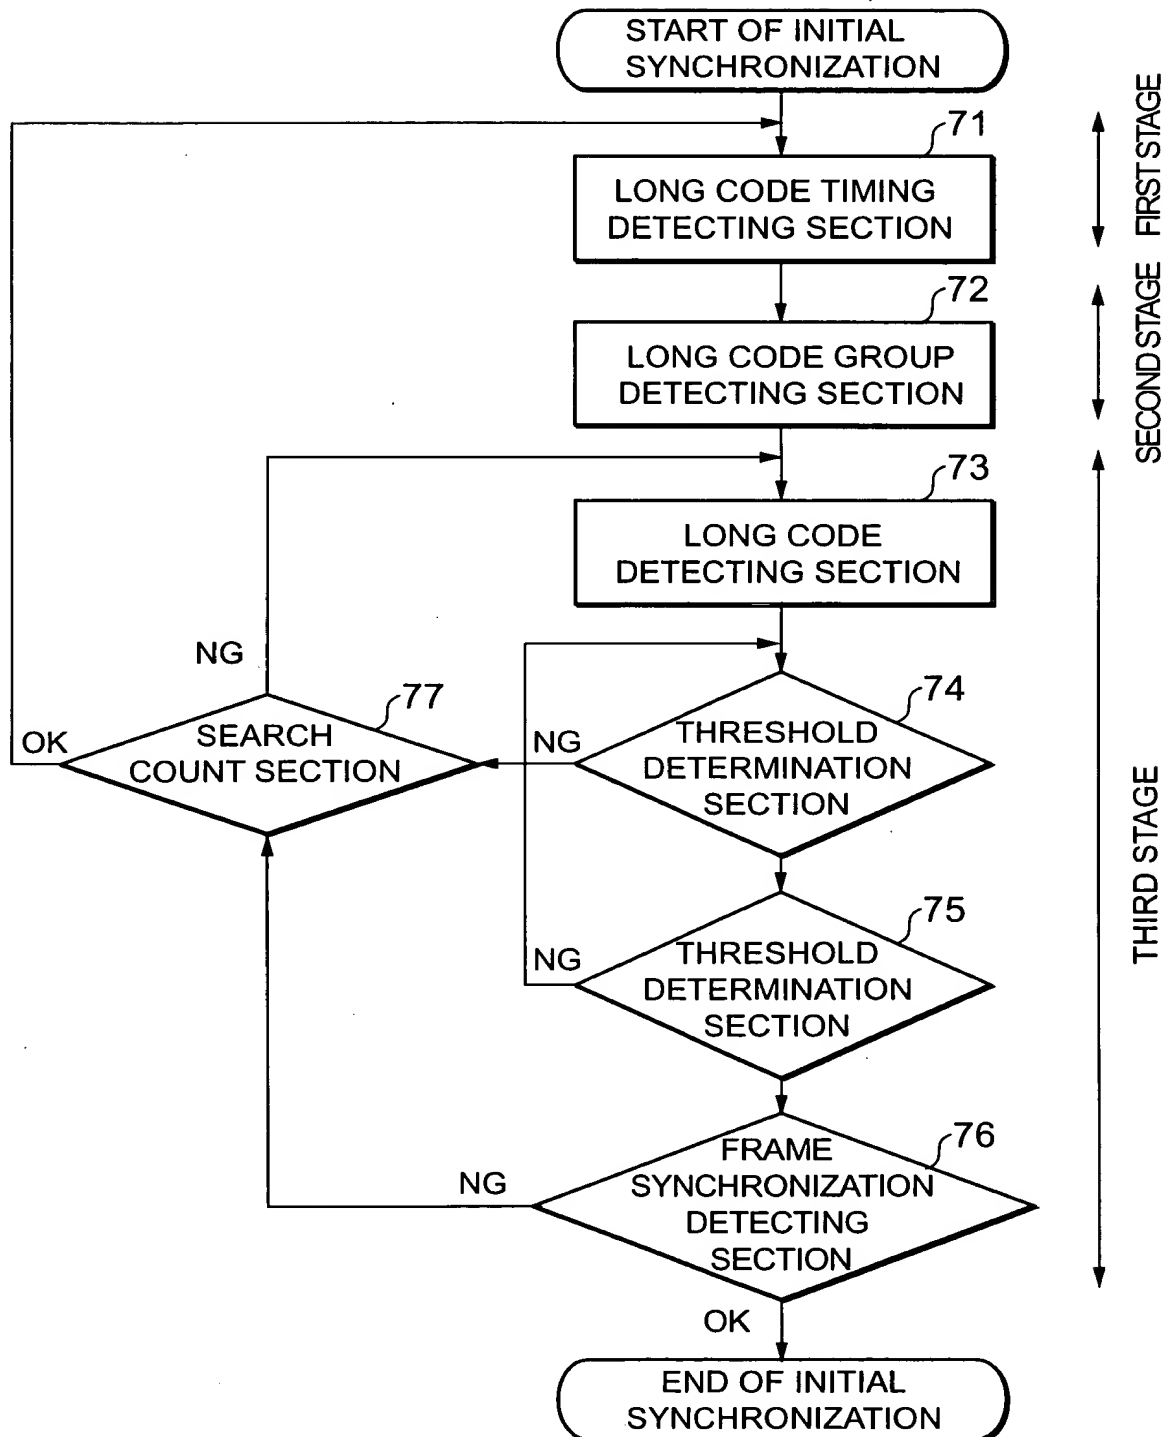 START OF INITIAL
SYNCHRONIZATION
71
LONG CODE TIMING
DETECTING SECTION
FIRST STAGE
72
LONG CODE GROUP
DETECTING SECTION
SECOND STAGE
73
LONG CODE
DETECTING SECTION
NG
77
SEARCH
COUNT SECTION
OK
NG
74
THRESHOLD
DETERMINATION
SECTION
THIRD STAGE
75
THRESHOLD
DETERMINATION
SECTION
NG
76
FRAME
SYNCHRONIZATION
DETECTING
SECTION
NG
OK
END OF INITIAL
SYNCHRONIZATION